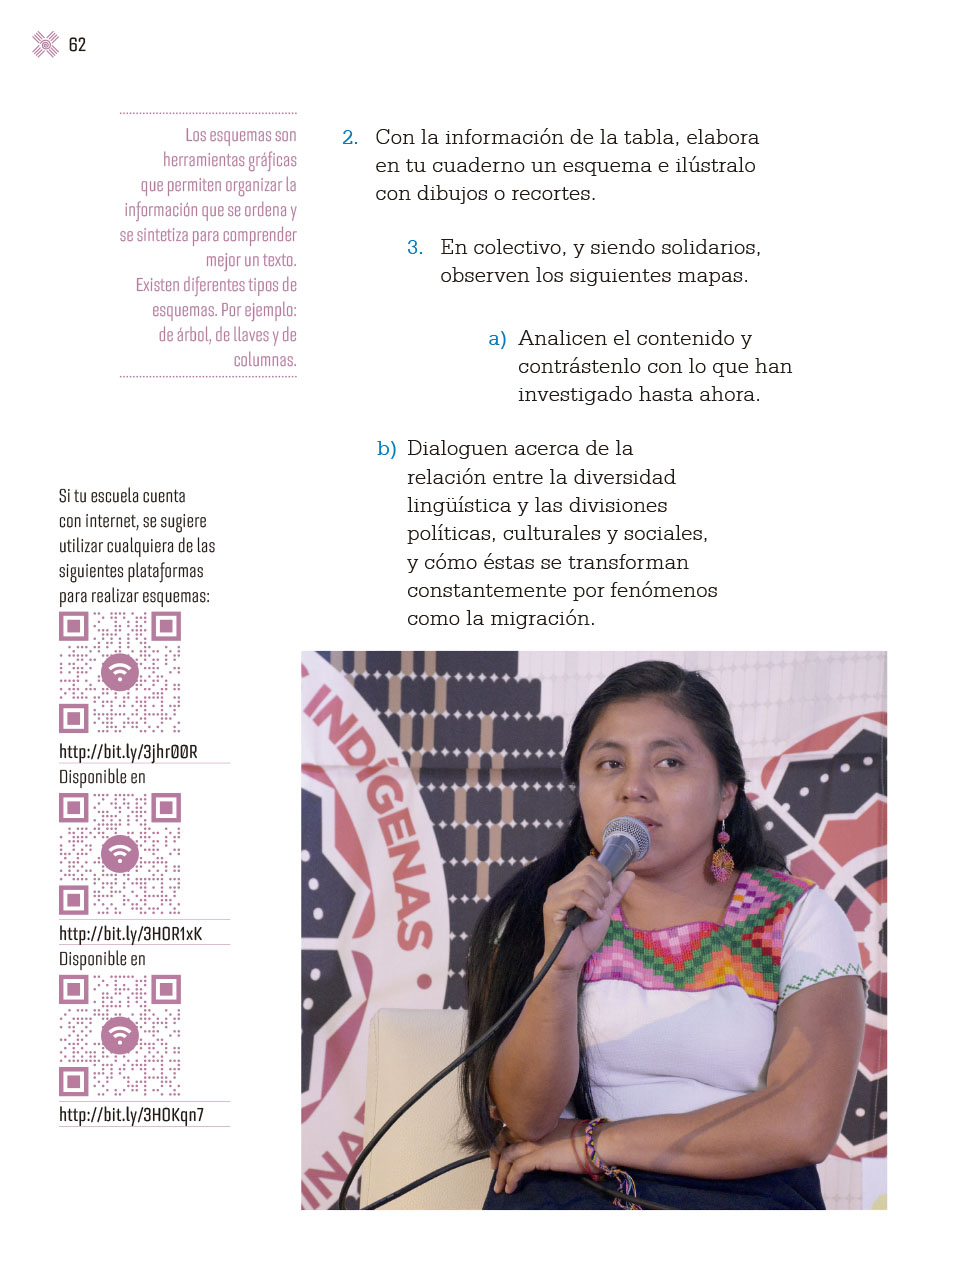 62
Los esquemas son
herramientas gráficas
que permiten organizar la
información que se ordena y
se sintetiza para comprender
mejor un texto.
Existen diferentes tipos de
esquemas. Por ejemplo:
de árbol, de llaves y de
columnas.
2. Con la información de la tabla, elabora
en tu cuaderno un esquema e ilústralo
con dibujos o recortes.
3. En colectivo, y siendo solidarios,
observen los siguientes mapas.
a) Analicen el contenido y
contrástenlo con lo que han
investigado hasta ahora.
b) Dialoguen acerca de la
relación entre la diversidad
lingüística y las divisiones
políticas, culturales y sociales,
y cómo éstas se transforman
constantemente por fenómenos
como la migración.
Si tu escuela cuenta
con internet, se sugiere
utilizar cualquiera de las
siguientes plataformas
para realizar esquemas:
http://bit.ly/3jhr00R
Disponible en
http://bit.ly/3HOR1xK
Disponible en
http://bit.ly/3HOKqn7
INDÍGENAS